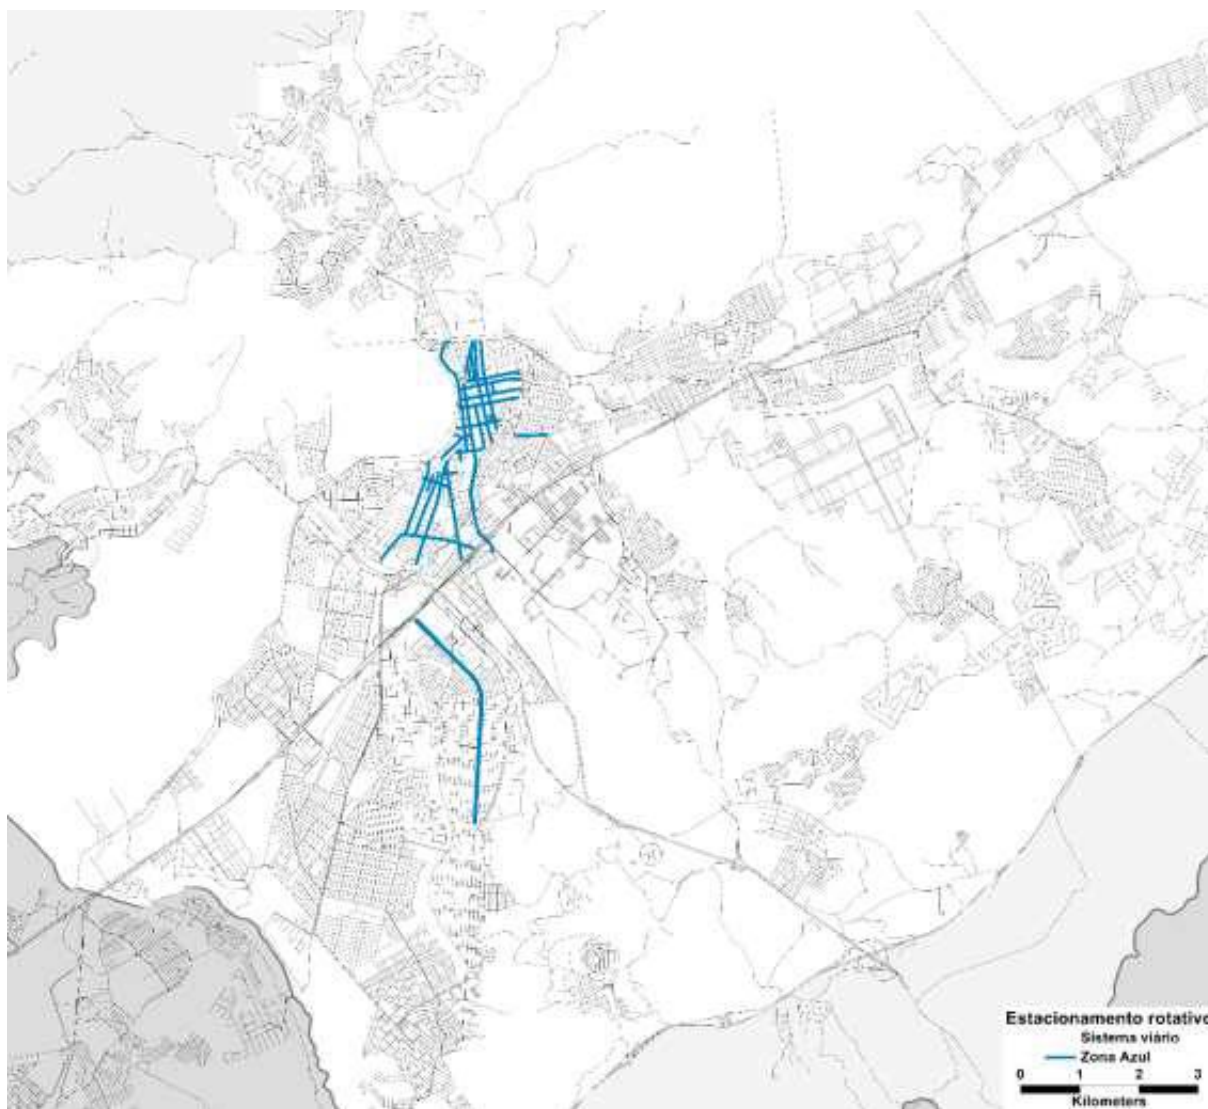 Estacionamento rotativo
Sistema viário
Zona Azul
0 1 2 3
Kilometers